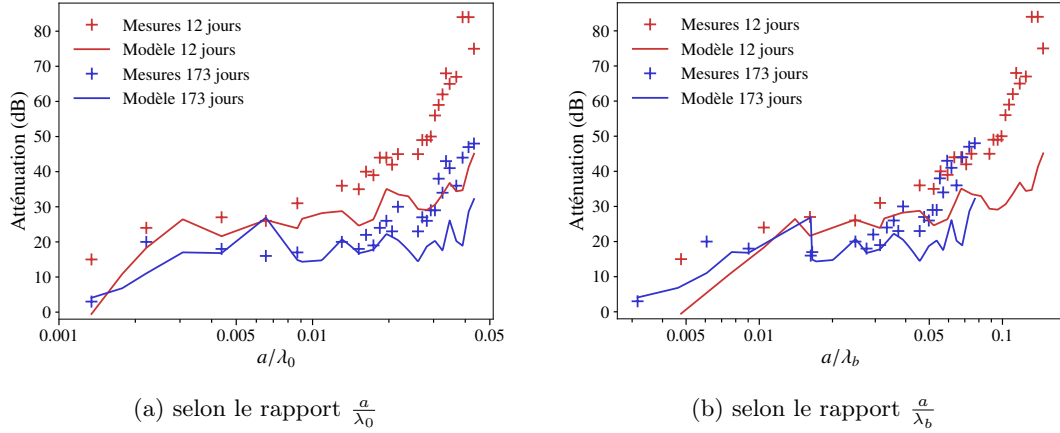 Atténuation (dB)
80
70
60
50
40
30
20
10
0
Mesures 12 jours
Modèle 12 jours
Mesures 173 jours
Modèle 173 jours
0.001
0.005
0.01
0.05
a/λ₀
(a) selon le rapport a/λ₀
Atténuation (dB)
80
70
60
50
40
30
20
10
0
Mesures 12 jours
Modèle 12 jours
Mesures 173 jours
Modèle 173 jours
0.005
0.01
0.05
0.1
a/λ_b
(b) selon le rapport a/λ_b